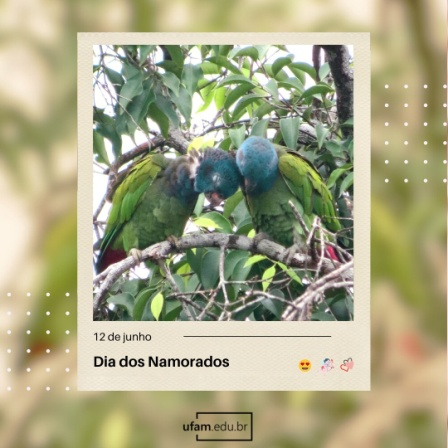 12 de junho
Dia dos Namorados
ufam.edu.br